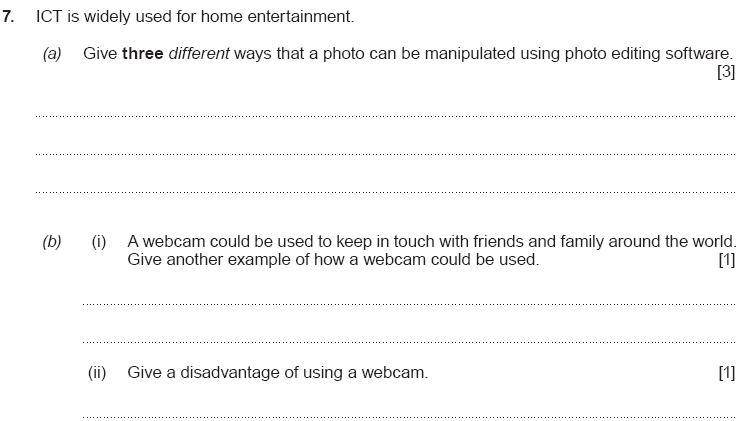 7. ICT is widely used for home entertainment.
(a) Give three different ways that a photo can be manipulated using photo editing software.
[3]
(b) (i) A webcam could be used to keep in touch with friends and family around the world.
Give another example of how a webcam could be used. [1]
(ii) Give a disadvantage of using a webcam. [1]